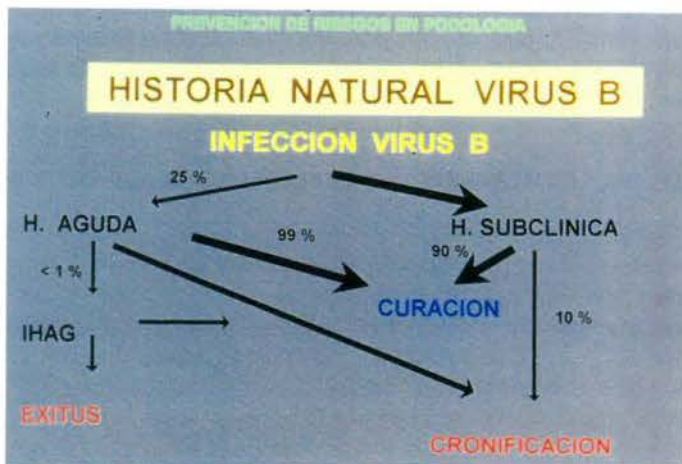 PREVENCION DE RIESGOS EN PODOLOGIA
HISTORIA NATURAL VIRUS B
INFECCION VIRUS B
25 %
H. AGUDA
99 %
H. SUBCLINICA
90 %
< 1 %
CURACION
10 %
IHAG
EXITUS
CRONIFICACION